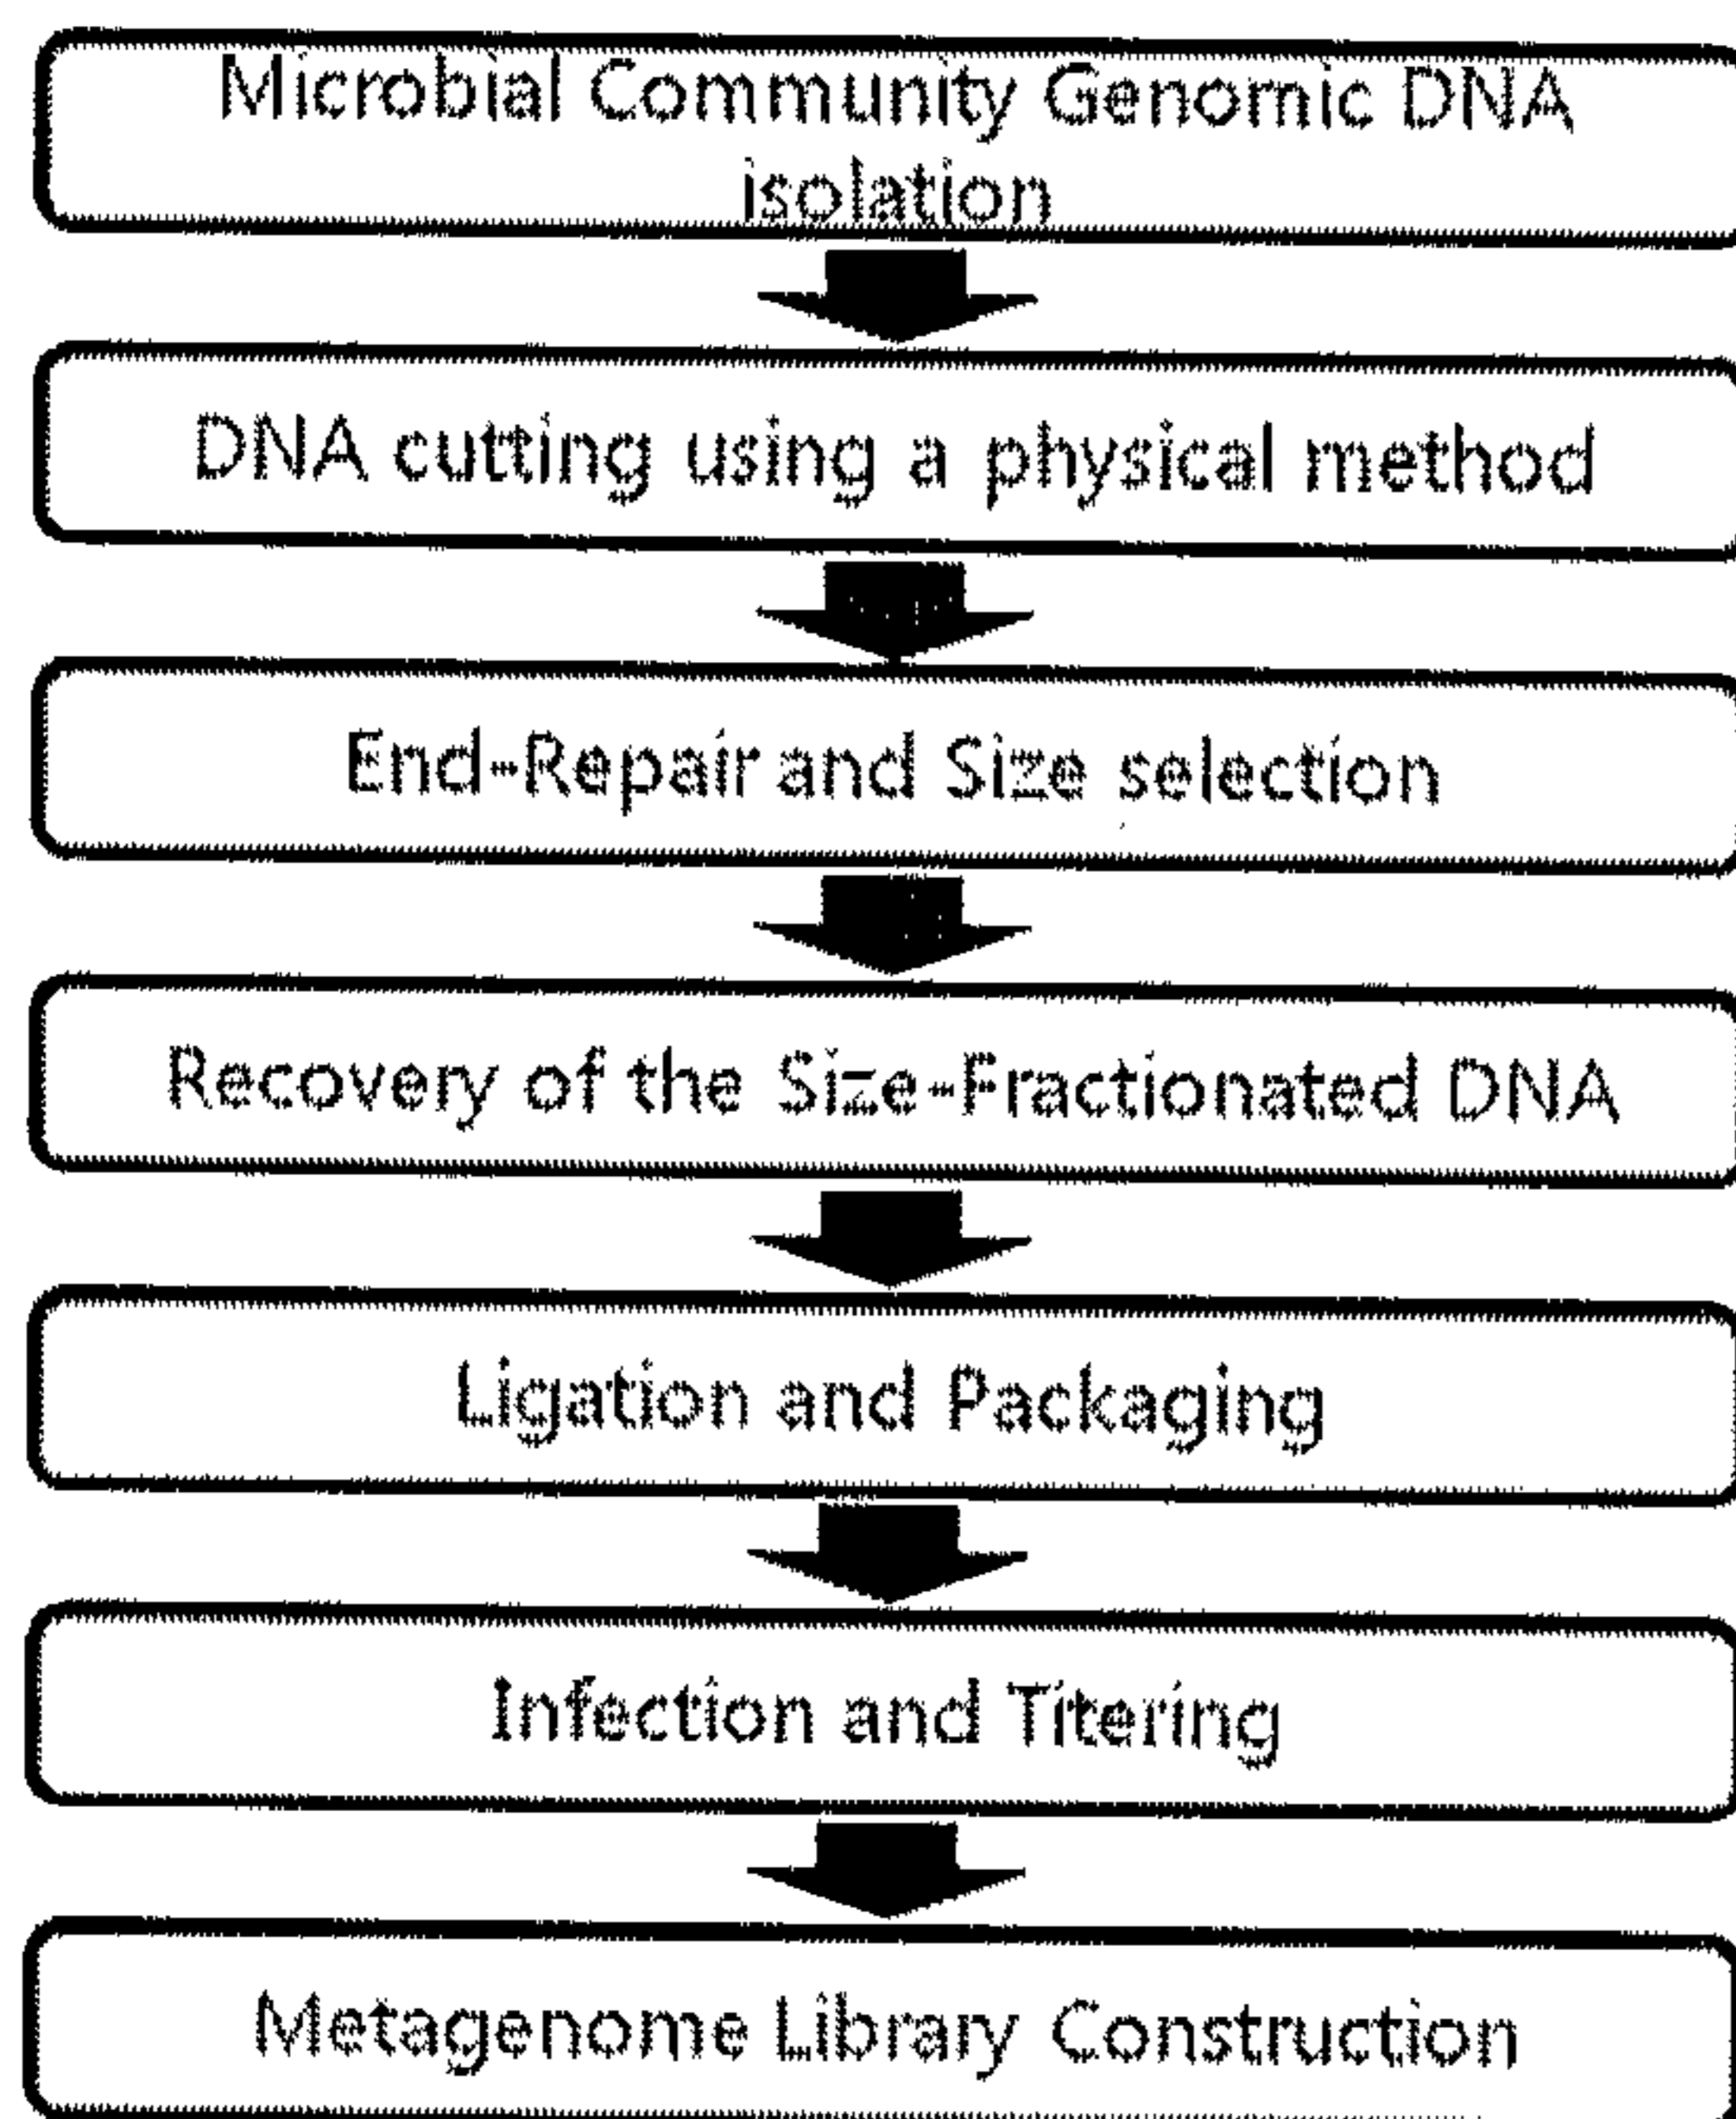 Microbial Community Genomic DNA
isolation
DNA cutting using a physical method
End-Repair and Size selection
Recovery of the Size-Fractionated DNA
Ligation and Packaging
Infection and Titering
Metagenome Library Construction